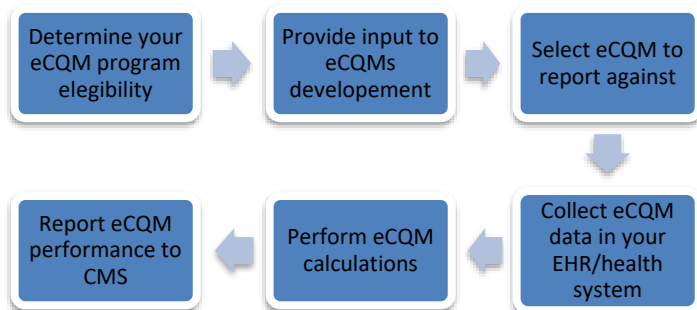 Determine your
eCQM program
elegibility
Provide input to
eCQMs
developement
Select eCQM to
report against
Collect eCQM
data in your
EHR/health
system
Perform eCQM
calculations
Report eCQM
performance to
CMS